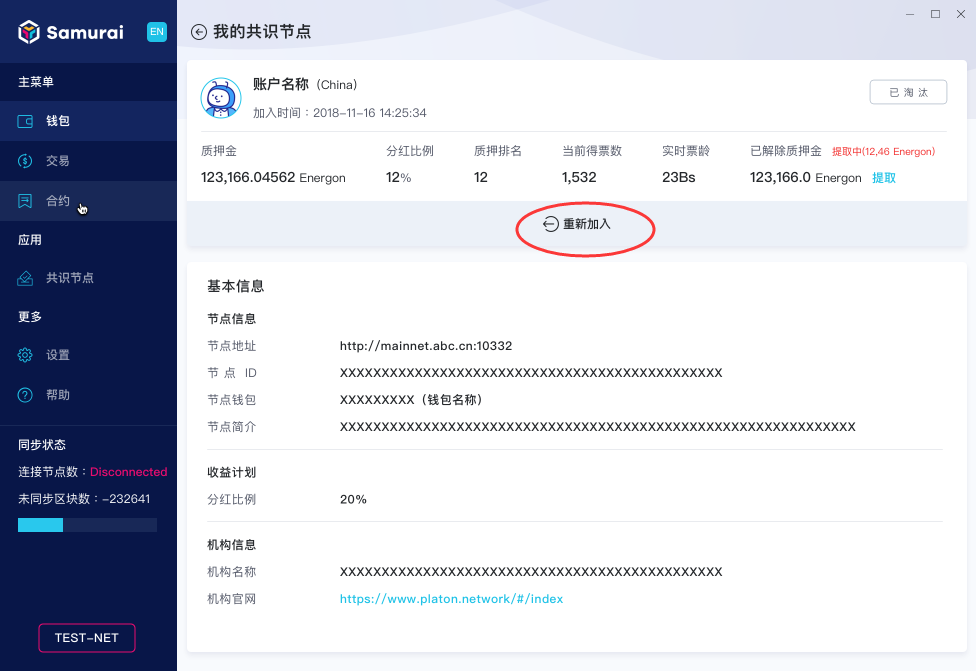 Samurai EN
主菜单
钱包
交易
合约
应用
共识节点
更多
设置
帮助
同步状态
连接节点数：Disconnected
未同步区块数：-232641
TEST-NET
我的共识节点
账户名称（China）
加入时间：2018-11-16 14:25:34
已淘汰
质押金 分红比例 质押排名 当前得票数 实时票龄 已解除质押金 提取中(12,46 Energon)
123,166.04562 Energon 12% 12 1,532 23Bs 123,166.0 Energon 提取
重新加入
基本信息
节点信息
节点地址 http://mainnet.abc.cn:10332
节 点 ID XXXXXXXXXXXXXXXXXXXXXXXXXXXXXXXXXXXXXXXXXXXXXX
节点钱包 XXXXXXXXX（钱包名称）
节点简介 XXXXXXXXXXXXXXXXXXXXXXXXXXXXXXXXXXXXXXXXXXXXXXXXXXXXXXXXXXXXXX
收益计划
分红比例 20%
机构信息
机构名称 XXXXXXXXXXXXXXXXXXXXXXXXXXXXXXXXXXXXXXXXXXXXXX
机构官网 https://www.platon.network/#/index